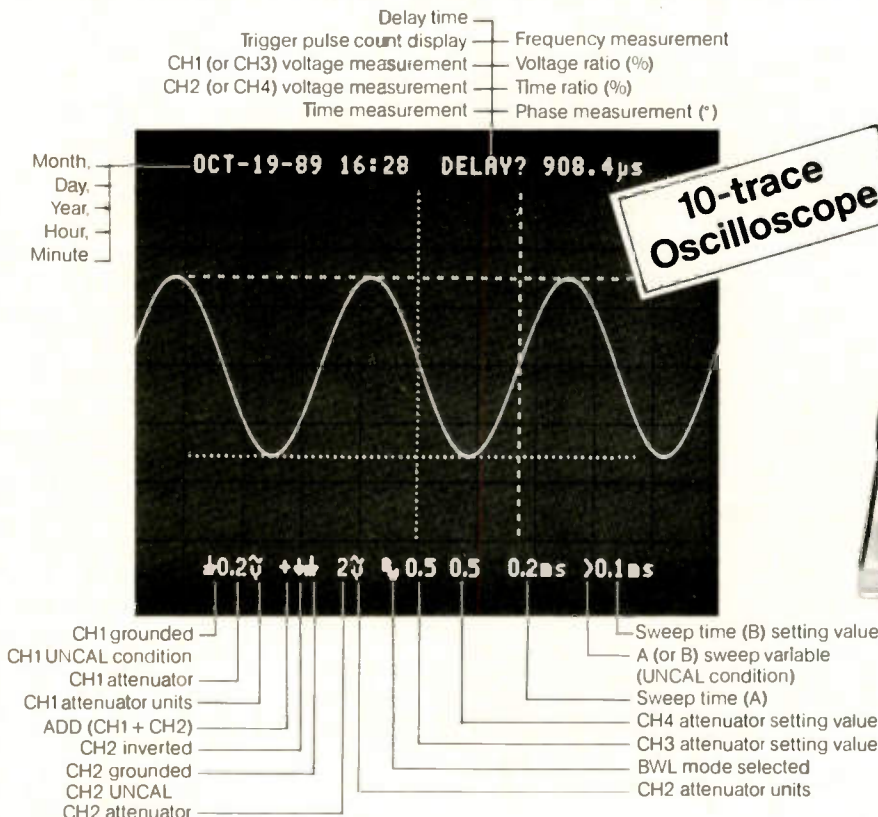 Delay time
Trigger pulse count display
Frequency measurement
CH1 (or CH3) voltage measurement
Voltage ratio (%)
CH2 (or CH4) voltage measurement
Time ratio (%)
Time measurement
Phase measurement (°)
Month,
Day,
Year,
Hour,
Minute
OCT-19-89 16:28 DELAY? 908.4µs
10-trace
Oscilloscope
0.2 + 2 0.5 0.5 0.2ms >0.1ms
CH1 grounded
CH1 UNCAL condition
CH1 attenuator
CH1 attenuator units
ADD (CH1 + CH2)
CH2 inverted
CH2 grounded
CH2 UNCAL
CH2 attenuator
Sweep time (B) setting value
A (or B) sweep variable
(UNCAL condition)
Sweep time (A)
CH4 attenuator setting value
CH3 attenuator setting value
BWL mode selected
CH2 attenuator units